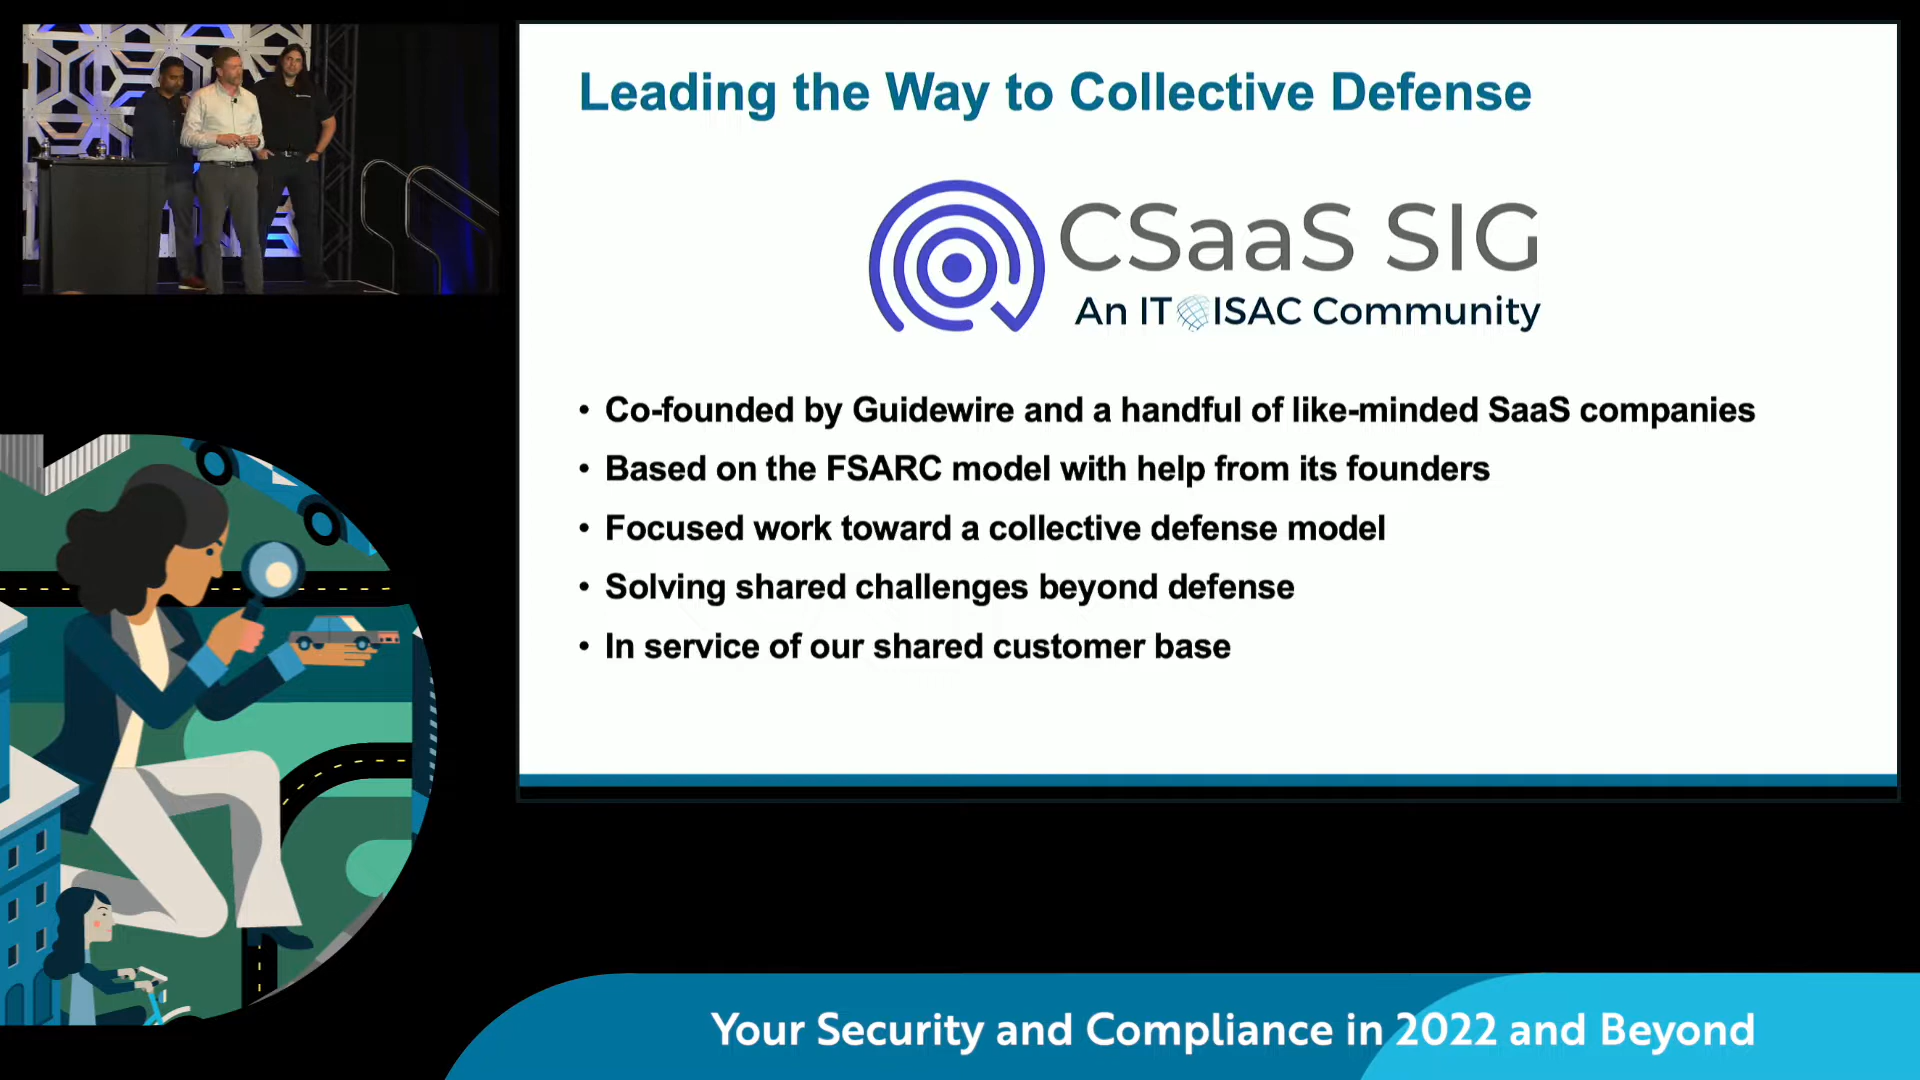 Leading the Way to Collective Defense
CSaaS SIG
An IT ISAC Community
• Co-founded by Guidewire and a handful of like-minded SaaS companies
• Based on the FSARC model with help from its founders
• Focused work toward a collective defense model
• Solving shared challenges beyond defense
• In service of our shared customer base
Your Security and Compliance in 2022 and Beyond